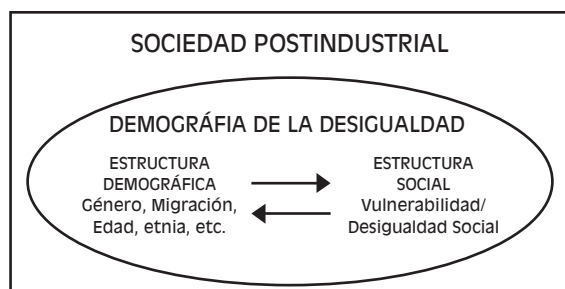 SOCIEDAD POSTINDUSTRIAL
DEMOGRÁFIA DE LA DESIGUALDAD
ESTRUCTURA
DEMOGRÁFICA
Género, Migración,
Edad, etnia, etc.
ESTRUCTURA
SOCIAL
Vulnerabilidad/
Desigualdad Social